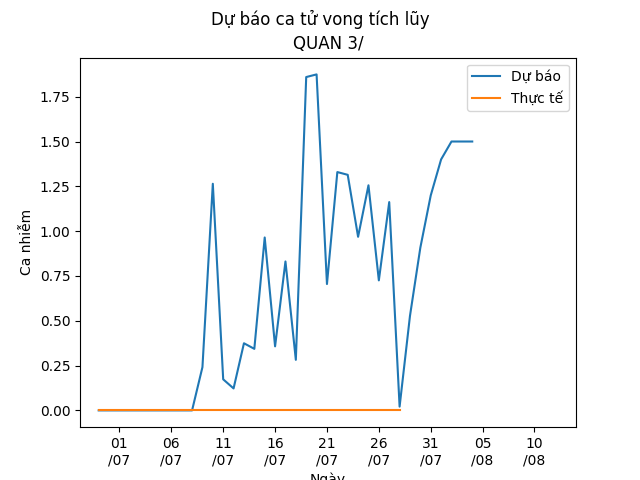 Dự báo ca tử vong tích lũy
QUAN 3/
Dự báo
Thực tế
Ca nhiễm
1.75
1.50
1.25
1.00
0.75
0.50
0.25
0.00
01 06 11 16 21 26 31 05 10
/07 /07 /07 /07 /07 /07 /07 /08 /08
Ngày